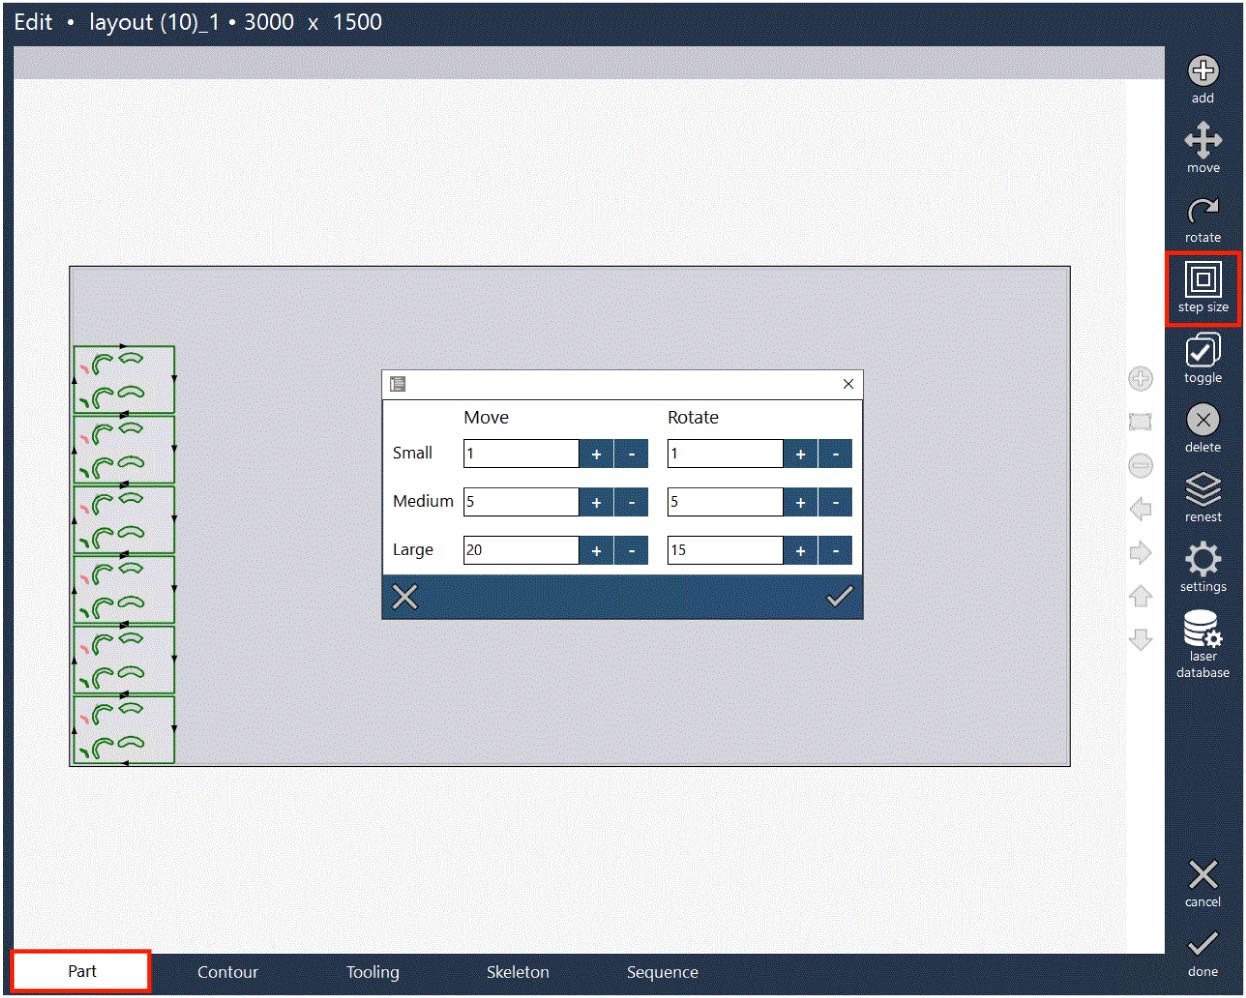 Edit • layout (10)_1 • 3000 x 1500
add
move
rotate
step size
toggle
delete
renest
settings
laser
database
Move Rotate
Small 1 + - 1 + -
Medium 5 + - 5 + -
Large 20 + - 15 + -
cancel
done
Part Contour Tooling Skeleton Sequence